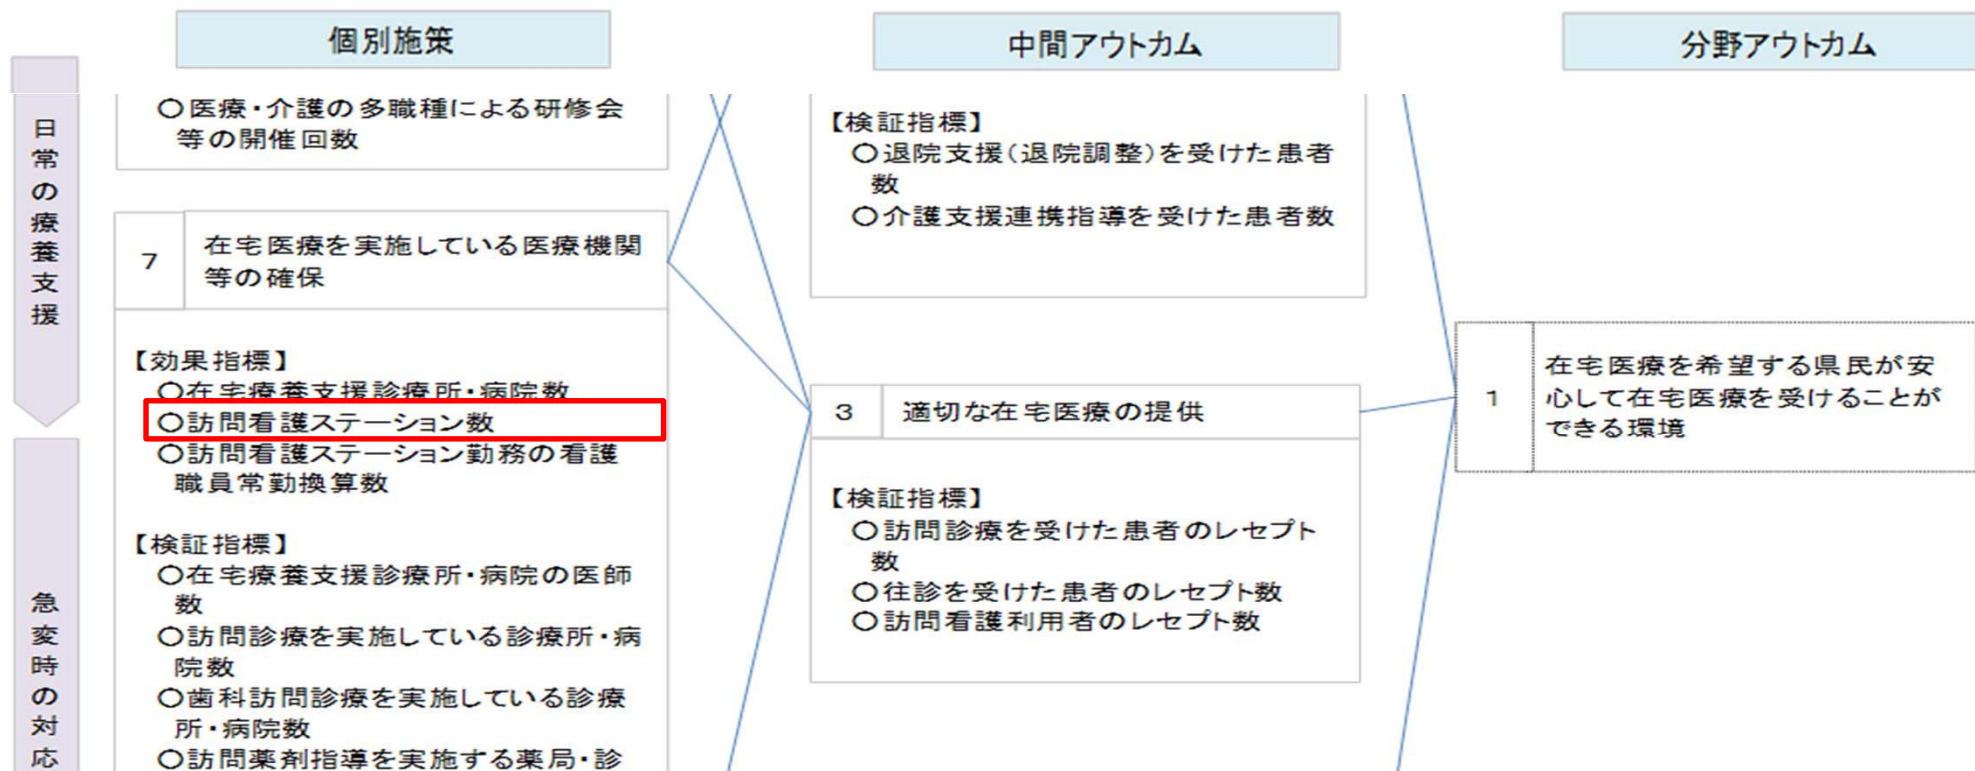 個別施策
中間アウトカム
分野アウトカム
日常の療養支援
急変時の対応
○医療・介護の多職種による研修会
等の開催回数
7
在宅医療を実施している医療機関
等の確保
【効果指標】
○在宅療養支援診療所・病院数
○訪問看護ステーション数
○訪問看護ステーション勤務の看護
職員常勤換算数
【検証指標】
○在宅療養支援診療所・病院の医師
数
○訪問診療を実施している診療所・病
院数
○歯科訪問診療を実施している診療
所・病院数
○訪問薬剤指導を実施する薬局・診
【検証指標】
○退院支援(退院調整)を受けた患者
数
○介護支援連携指導を受けた患者数
3
適切な在宅医療の提供
【検証指標】
○訪問診療を受けた患者のレセプト
数
○往診を受けた患者のレセプト数
○訪問看護利用者のレセプト数
1
在宅医療を希望する県民が安
心して在宅医療を受けることが
できる環境